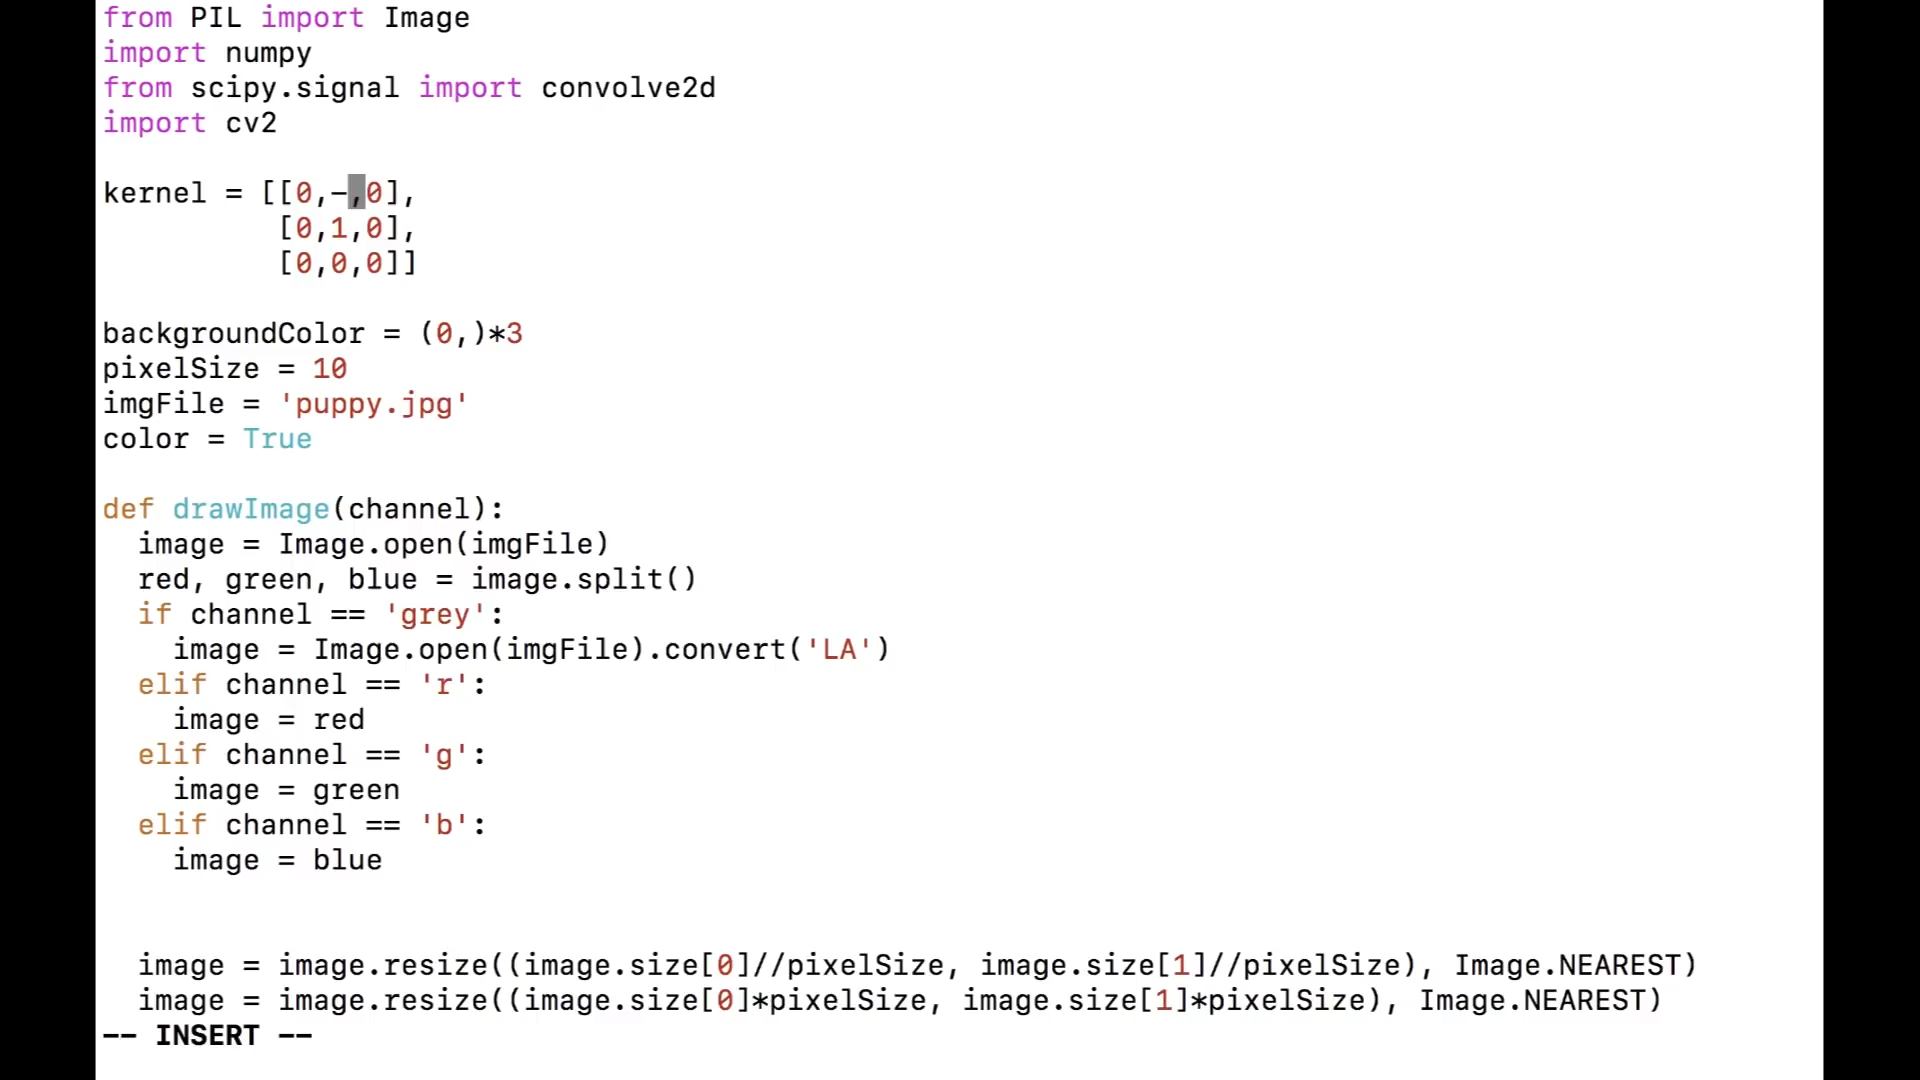 from PIL import Image
import numpy
from scipy.signal import convolve2d
import cv2
kernel = [[0,-,0],
[0,1,0],
[0,0,0]]
backgroundColor = (0,)*3
pixelSize = 10
imgFile = 'puppy.jpg'
color = True
def drawImage(channel):
image = Image.open(imgFile)
red, green, blue = image.split()
if channel == 'grey':
image = Image.open(imgFile).convert('LA')
elif channel == 'r':
image = red
elif channel == 'g':
image = green
elif channel == 'b':
image = blue
image = image.resize((image.size[0]//pixelSize, image.size[1]//pixelSize), Image.NEAREST)
image = image.resize((image.size[0]*pixelSize, image.size[1]*pixelSize), Image.NEAREST)
-- INSERT --